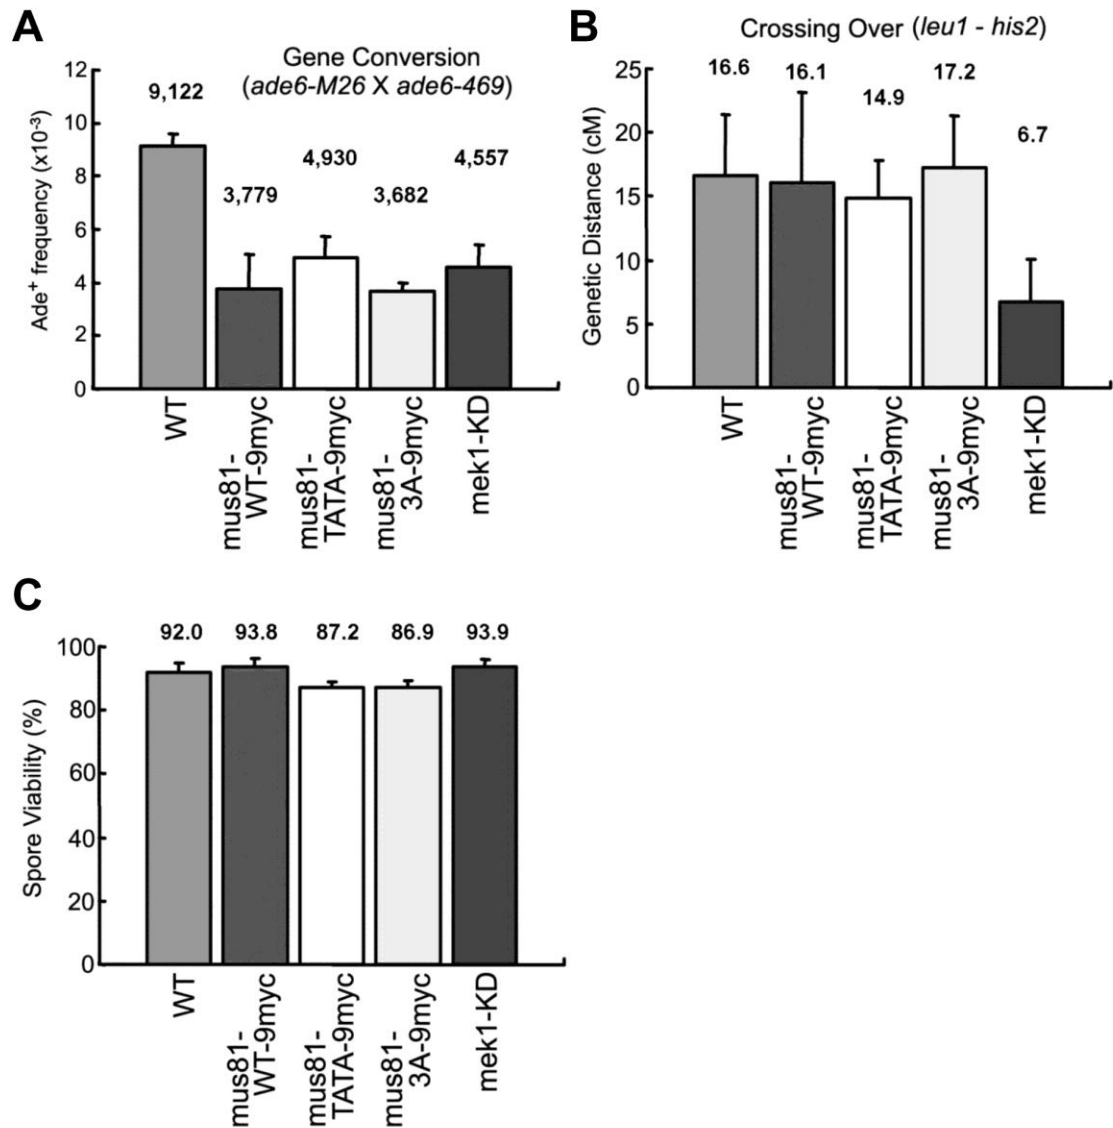 A
Gene Conversion
(ade6-M26 X ade6-469)
12
10
8
6
4
2
0
Ade+ frequency (x10-3)
9,122
3,779
4,930
3,682
4,557
WT
mus81-
WT-9myc
mus81-
TATA-9myc
mus81-
3A-9myc
mek1-KD
B
Crossing Over (leu1 - his2)
25
20
15
10
5
0
Genetic Distance (cM)
16.6
16.1
14.9
17.2
6.7
WT
mus81-
WT-9myc
mus81-
TATA-9myc
mus81-
3A-9myc
mek1-KD
C
100
80
60
40
20
0
Spore Viability (%)
92.0
93.8
87.2
86.9
93.9
WT
mus81-
WT-9myc
mus81-
TATA-9myc
mus81-
3A-9myc
mek1-KD